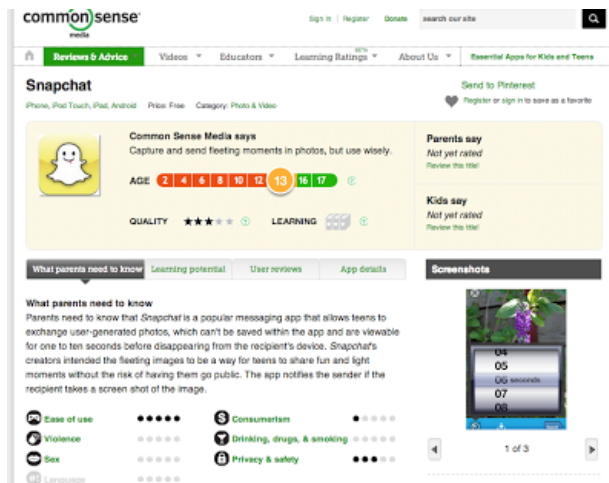 common sense
media
Sign in | Register Donate search our site
Reviews & Advice Videos Educators Learning Ratings BETA About Us Essential Apps for Kids and Teens
Snapchat
Send to Pinterest
iPhone, iPod Touch, iPad, Android Price: Free Category: Photo & Video
Register or sign in to save as a favorite
Common Sense Media says
Capture and send fleeting moments in photos, but use wisely.
AGE 2 4 6 8 10 12 13 16 17
QUALITY LEARNING
Parents say
Not yet rated
Review this title!
Kids say
Not yet rated
Review this title!
What parents need to know Learning potential User reviews App details
Screenshots
What parents need to know
Parents need to know that Snapchat is a popular messaging app that allows teens to
exchange user-generated photos, which can't be saved within the app and are viewable
for one to ten seconds before disappearing from the recipient's device. Snapchat's
creators intended the fleeting images to be a way for teens to share fun and light
moments without the risk of having them go public. The app notifies the sender if the
recipient takes a screen shot of the image.
Ease of use
Consumerism
Violence
Drinking, drugs, & smoking
Sex
Privacy & safety
Language
04
05
06 seconds
07
08
1 of 3